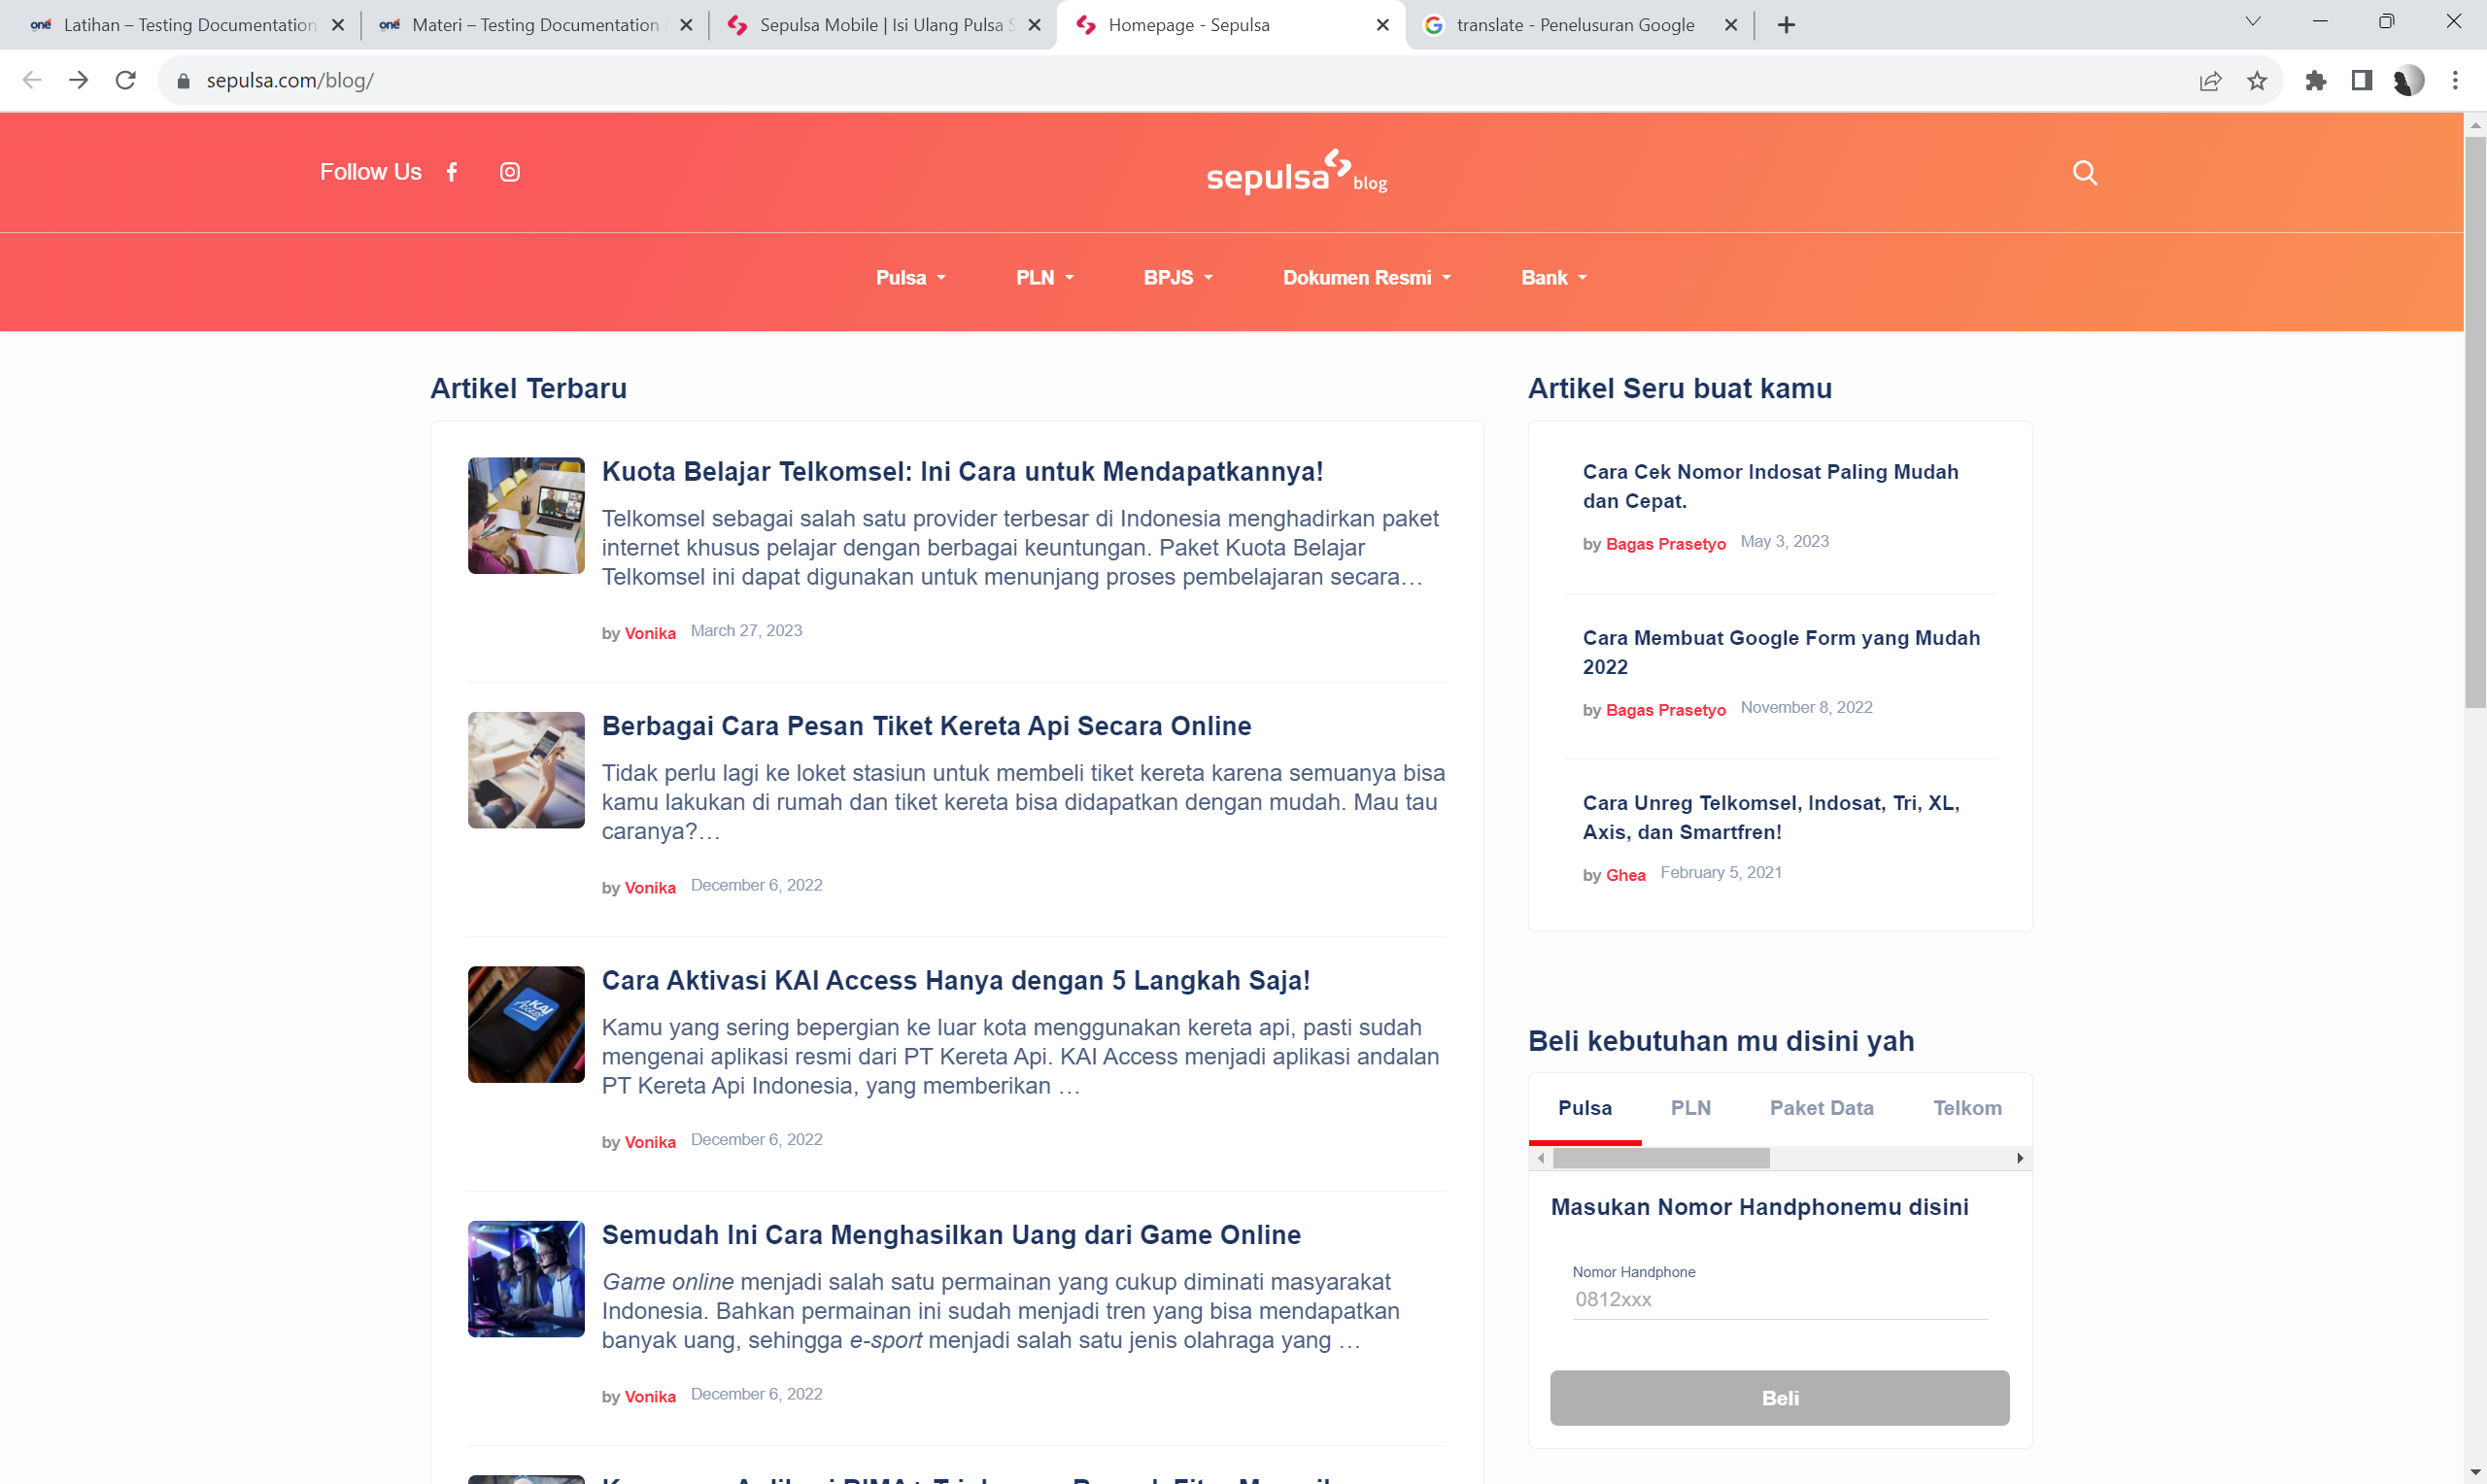 Latihan – Testing Documentation
Materi – Testing Documentation
Sepulsa Mobile | Isi Ulang Pulsa S
Homepage - Sepulsa
translate - Penelusuran Google
sepulsa.com/blog/
Follow Us
sepulsa blog
Pulsa
PLN
BPJS
Dokumen Resmi
Bank
Artikel Terbaru
Kuota Belajar Telkomsel: Ini Cara untuk Mendapatkannya!
Telkomsel sebagai salah satu provider terbesar di Indonesia menghadirkan paket
internet khusus pelajar dengan berbagai keuntungan. Paket Kuota Belajar
Telkomsel ini dapat digunakan untuk menunjang proses pembelajaran secara…
by Vonika March 27, 2023
Berbagai Cara Pesan Tiket Kereta Api Secara Online
Tidak perlu lagi ke loket stasiun untuk membeli tiket kereta karena semuanya bisa
kamu lakukan di rumah dan tiket kereta bisa didapatkan dengan mudah. Mau tau
caranya?…
by Vonika December 6, 2022
KAI Access
Cara Aktivasi KAI Access Hanya dengan 5 Langkah Saja!
Kamu yang sering bepergian ke luar kota menggunakan kereta api, pasti sudah
mengenai aplikasi resmi dari PT Kereta Api. KAI Access menjadi aplikasi andalan
PT Kereta Api Indonesia, yang memberikan …
by Vonika December 6, 2022
Semudah Ini Cara Menghasilkan Uang dari Game Online
Game online menjadi salah satu permainan yang cukup diminati masyarakat
Indonesia. Bahkan permainan ini sudah menjadi tren yang bisa mendapatkan
banyak uang, sehingga e-sport menjadi salah satu jenis olahraga yang …
by Vonika December 6, 2022
Artikel Seru buat kamu
Cara Cek Nomor Indosat Paling Mudah
dan Cepat.
by Bagas Prasetyo May 3, 2023
Cara Membuat Google Form yang Mudah
2022
by Bagas Prasetyo November 8, 2022
Cara Unreg Telkomsel, Indosat, Tri, XL,
Axis, dan Smartfren!
by Ghea February 5, 2021
Beli kebutuhan mu disini yah
Pulsa
PLN
Paket Data
Telkom
Masukan Nomor Handphonemu disini
Nomor Handphone
0812xxx
Beli